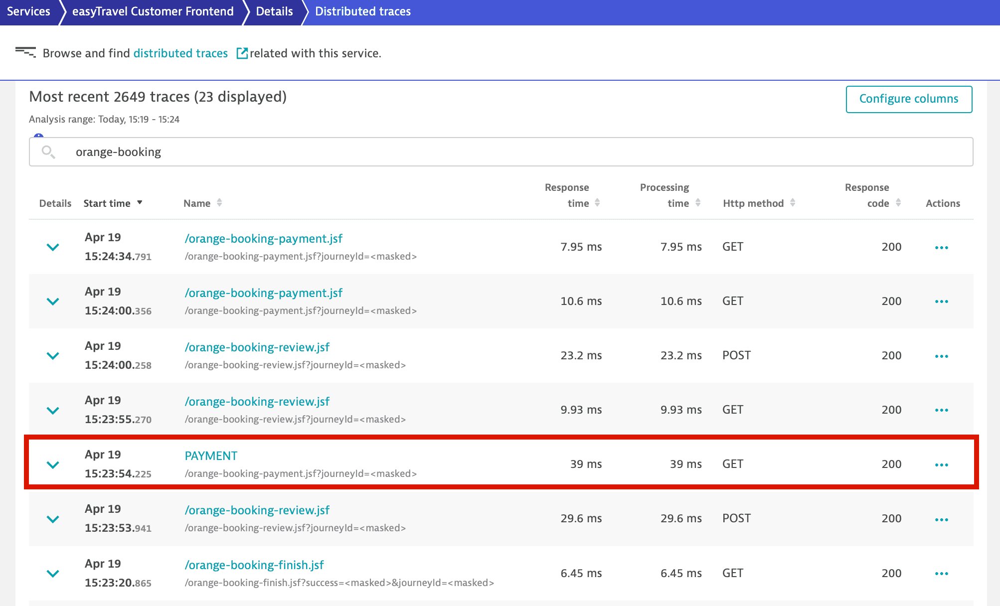 Services easyTravel Customer Frontend Details Distributed traces
Browse and find distributed traces related with this service.
Most recent 2649 traces (23 displayed)
Configure columns
Analysis range: Today, 15:19 - 15:24
orange-booking
Details Start time Name Response time Processing time Http method Response code Actions
Apr 19
15:24:34.791
/orange-booking-payment.jsf
/orange-booking-payment.jsf?journeyId=<masked>
7.95 ms 7.95 ms GET 200
Apr 19
15:24:00.356
/orange-booking-payment.jsf
/orange-booking-payment.jsf?journeyId=<masked>
10.6 ms 10.6 ms GET 200
Apr 19
15:24:00.258
/orange-booking-review.jsf
/orange-booking-review.jsf?journeyId=<masked>
23.2 ms 23.2 ms POST 200
Apr 19
15:23:55.270
/orange-booking-review.jsf
/orange-booking-review.jsf?journeyId=<masked>
9.93 ms 9.93 ms GET 200
Apr 19
15:23:54.225
PAYMENT
/orange-booking-payment.jsf?journeyId=<masked>
39 ms 39 ms GET 200
Apr 19
15:23:53.941
/orange-booking-review.jsf
/orange-booking-review.jsf?journeyId=<masked>
29.6 ms 29.6 ms POST 200
Apr 19
15:23:20.865
/orange-booking-finish.jsf
/orange-booking-finish.jsf?success=<masked>&journeyId=<masked>
6.45 ms 6.45 ms GET 200